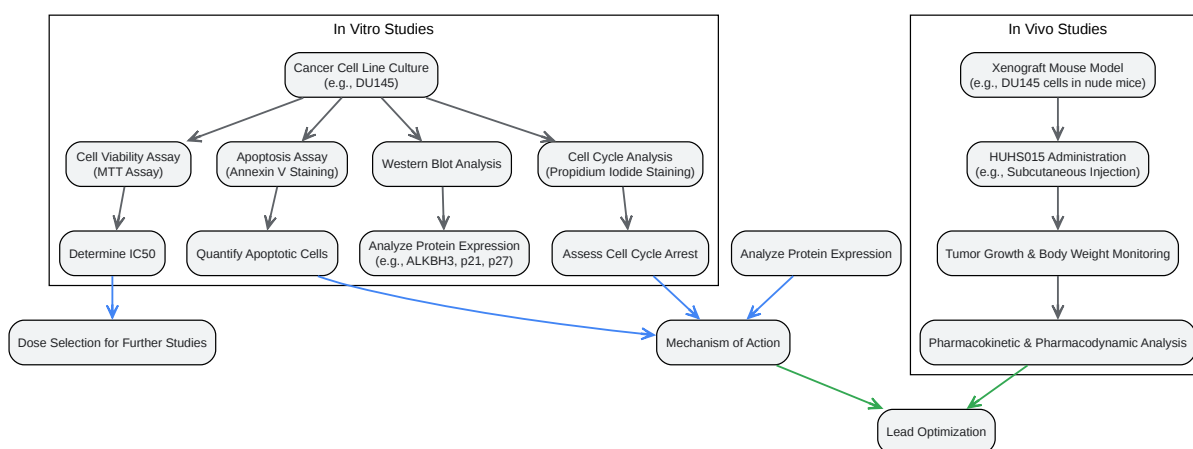 In Vitro Studies
In Vivo Studies
Cancer Cell Line Culture
(e.g., DU145)
Xenograft Mouse Model
(e.g., DU145 cells in nude mice)
Cell Viability Assay
(MTT Assay)
Apoptosis Assay
(Annexin V Staining)
Western Blot Analysis
Cell Cycle Analysis
(Propidium Iodide Staining)
HUHS015 Administration
(e.g., Subcutaneous Injection)
Determine IC50
Quantify Apoptotic Cells
Analyze Protein Expression
(e.g., ALKBH3, p21, p27)
Assess Cell Cycle Arrest
Analyze Protein Expression
Tumor Growth & Body Weight Monitoring
Dose Selection for Further Studies
Mechanism of Action
Pharmacokinetic & Pharmacodynamic Analysis
Lead Optimization